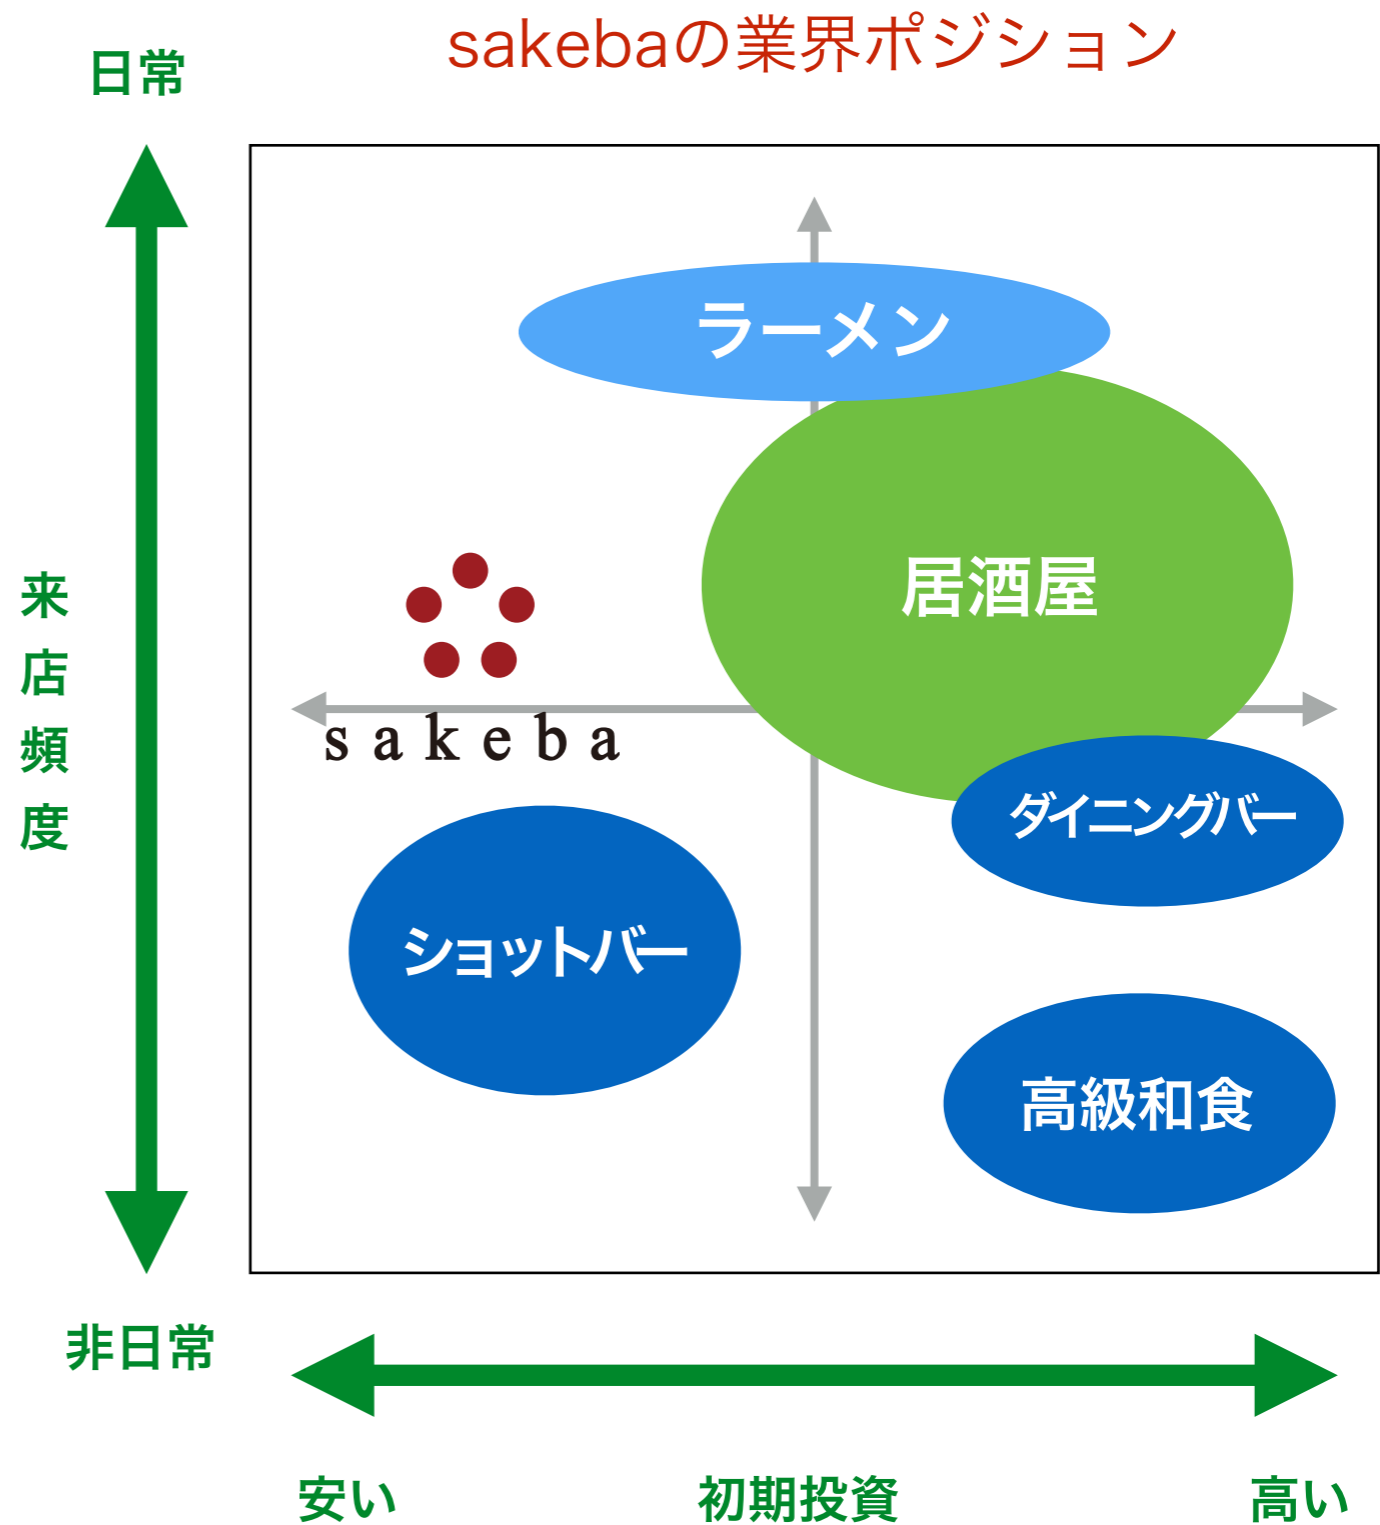 sakebaの業界ポジション
日常
ラーメン
居酒屋
来店頻度
sakeba
ダイニングバー
ショットバー
高級和食
非日常
安い
初期投資
高い